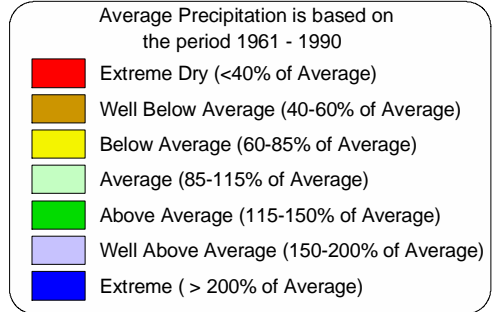 Average Precipitation is based on
the period 1961 - 1990
Extreme Dry (<40% of Average)
Well Below Average (40-60% of Average)
Below Average (60-85% of Average)
Average (85-115% of Average)
Above Average (115-150% of Average)
Well Above Average (150-200% of Average)
Extreme ( > 200% of Average)